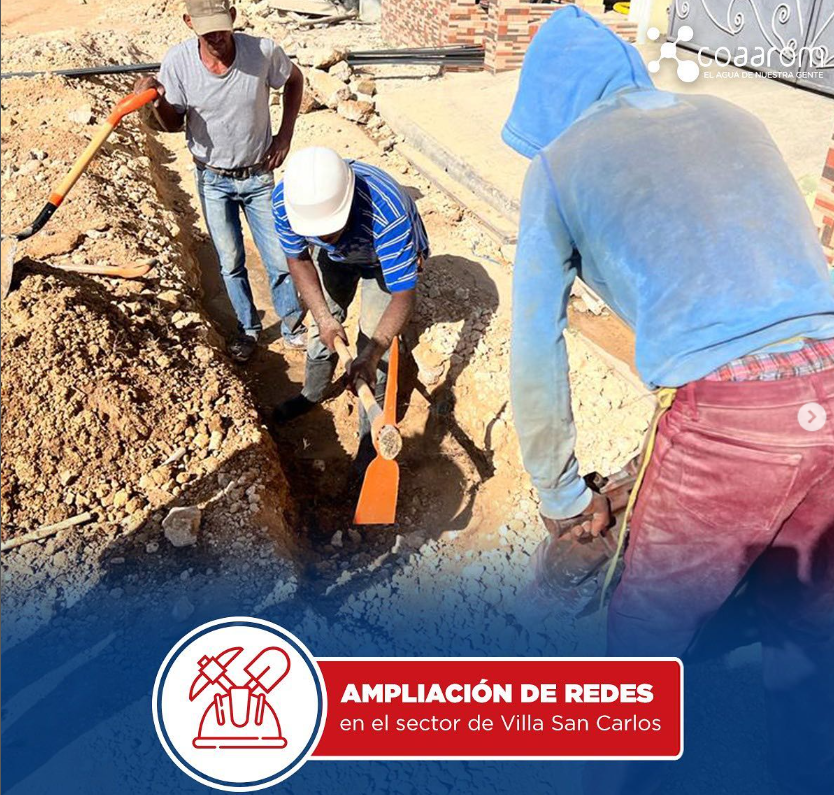 coaarom
EL AGUA DE NUESTRA GENTE
AMPLIACIÓN DE REDES
en el sector de Villa San Carlos